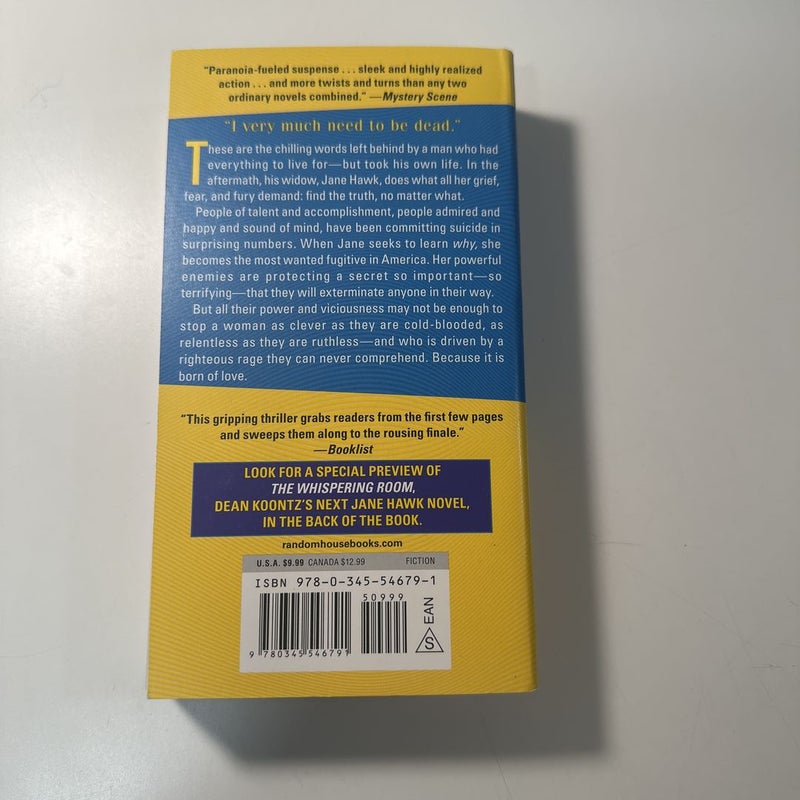 "Paranoia-fueled suspense . . . sleek and highly realized
action . . . and more twists and turns than any two
ordinary novels combined." —Mystery Scene
"I very much need to be dead."
These are the chilling words left behind by a man who had
everything to live for—but took his own life. In the
aftermath, his widow, Jane Hawk, does what all her grief,
fear, and fury demand: find the truth, no matter what.
People of talent and accomplishment, people admired and
happy and sound of mind, have been committing suicide in
surprising numbers. When Jane seeks to learn why, she
becomes the most wanted fugitive in America. Her powerful
enemies are protecting a secret so important—so
terrifying—that they will exterminate anyone in their way.
But all their power and viciousness may not be enough to
stop a woman as clever as they are cold-blooded, as
relentless as they are ruthless—and who is driven by a
righteous rage they can never comprehend. Because it is
born of love.
"This gripping thriller grabs readers from the first few pages
and sweeps them along to the rousing finale."
—Booklist
LOOK FOR A SPECIAL PREVIEW OF
THE WHISPERING ROOM,
DEAN KOONTZ'S NEXT JANE HAWK NOVEL,
IN THE BACK OF THE BOOK.
randomhousebooks.com
U.S.A. $9.99 CANADA $12.99 FICTION
ISBN 978-0-345-54679-1
50999
9 780345 546791
S EAN